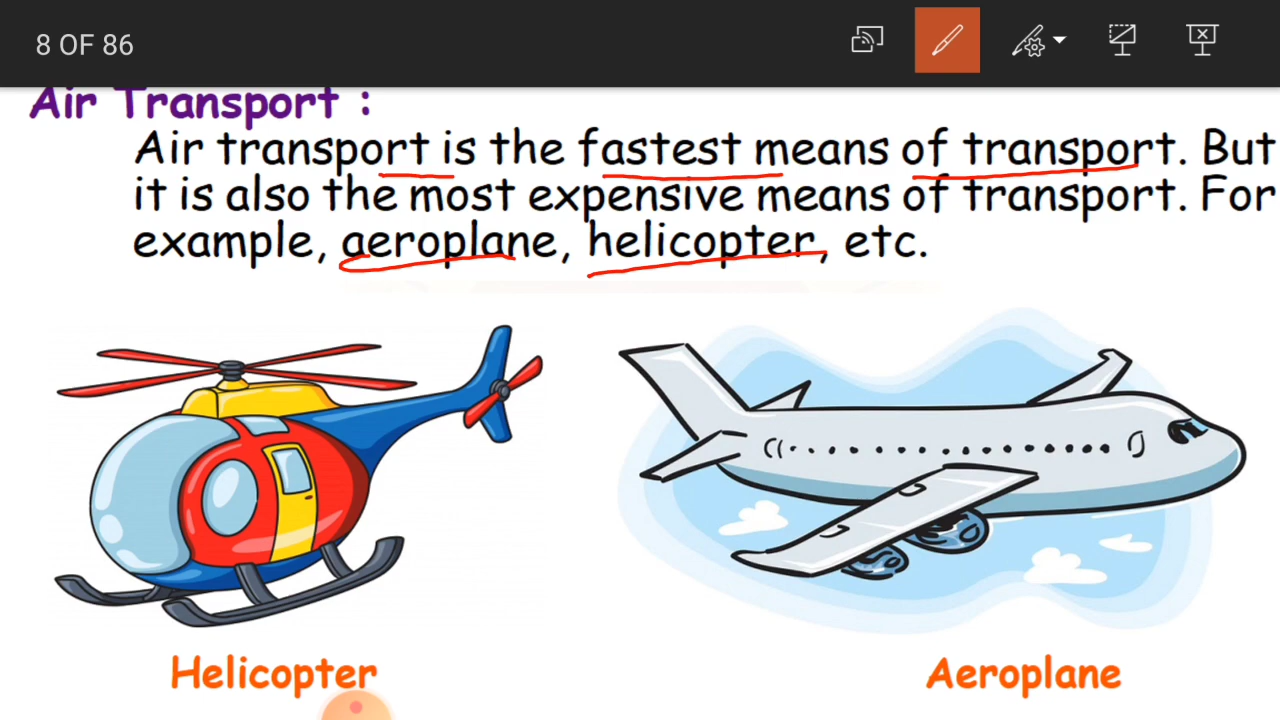 8 OF 86
Air Transport :
Air transport is the fastest means of transport. But
it is also the most expensive means of transport. For
example, aeroplane, helicopter, etc.
Helicopter
Aeroplane